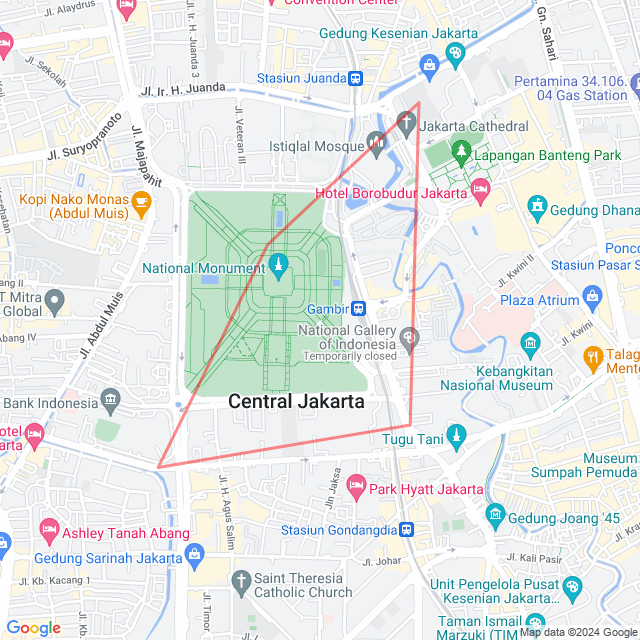 Jl. Alaydrus
Jl. Ir. H. Juanda 3
Convention Center
Gedung Kesenian Jakarta
Gn. Sahari
Jl. Sekolah
Stasiun Juanda
Pertamina 34.106.
04 Gas Station
Jl. Ir. H. Juanda
Jl. Suryopranoto
Jl. Majapahit
Jl. Veteran III
Jakarta Cathedral
Istiqlal Mosque
Lapangan Banteng Park
Kopi Nako Monas
(Abdul Muis)
Hotel Borobudur Jakarta
Gedung Dhana
Kesehatan
National Monument
Jl. Kwini II
Ponco
Stasiun Pasar S
T Mitra
Global
Jl. Abdul Muis
Gambir
Plaza Atrium
National Gallery
of Indonesia
Temporarily closed
Jl. Kwini
Abang IV
Talag
Mente
Kebangkitan
Nasional Museum
Bank Indonesia
Central Jakarta
Hotel
karta
Tugu Tani
Museum
Sumpah Pemuda
Jln Jaksa
Jl. H. Agus Salim
Park Hyatt Jakarta
Gedung Joang '45
Ashley Tanah Abang
Stasiun Gondangdia
Gedung Sarinah Jakarta
Jl. Kali Pasir
Jl. Johar
Jl. Kb. Kacang 1
Saint Theresia
Catholic Church
Unit Pengelola Pusat
Kesenian Jakarta...
Jl. Timor
Taman Ismail
Marzuki (TIM)
Google
Map data ©2024 Google